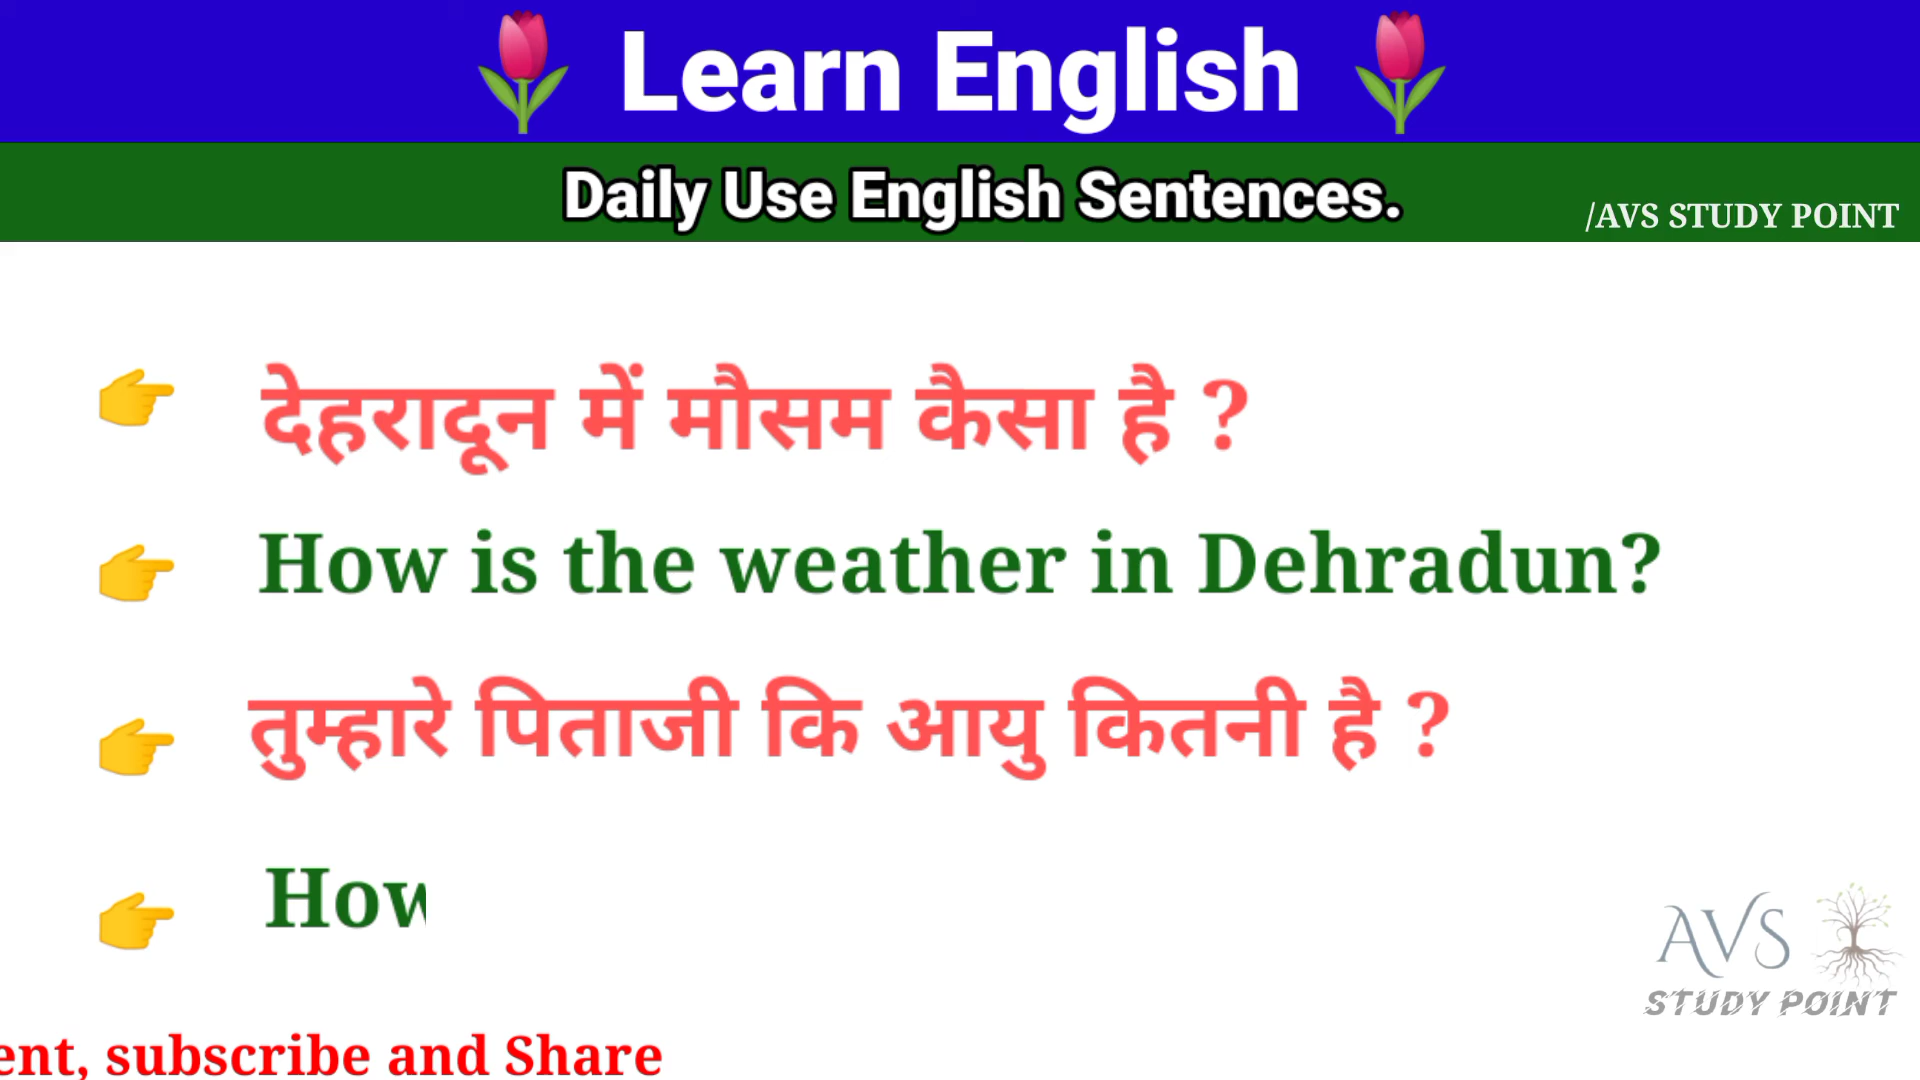 Learn English
Daily Use English Sentences.
/AVS STUDY POINT
देहरादून में मौसम कैसा है ?
How is the weather in Dehradun?
तुम्हारे पिताजी कि आयु कितनी है ?
How
AVS
STUDY POINT
ent, subscribe and Share